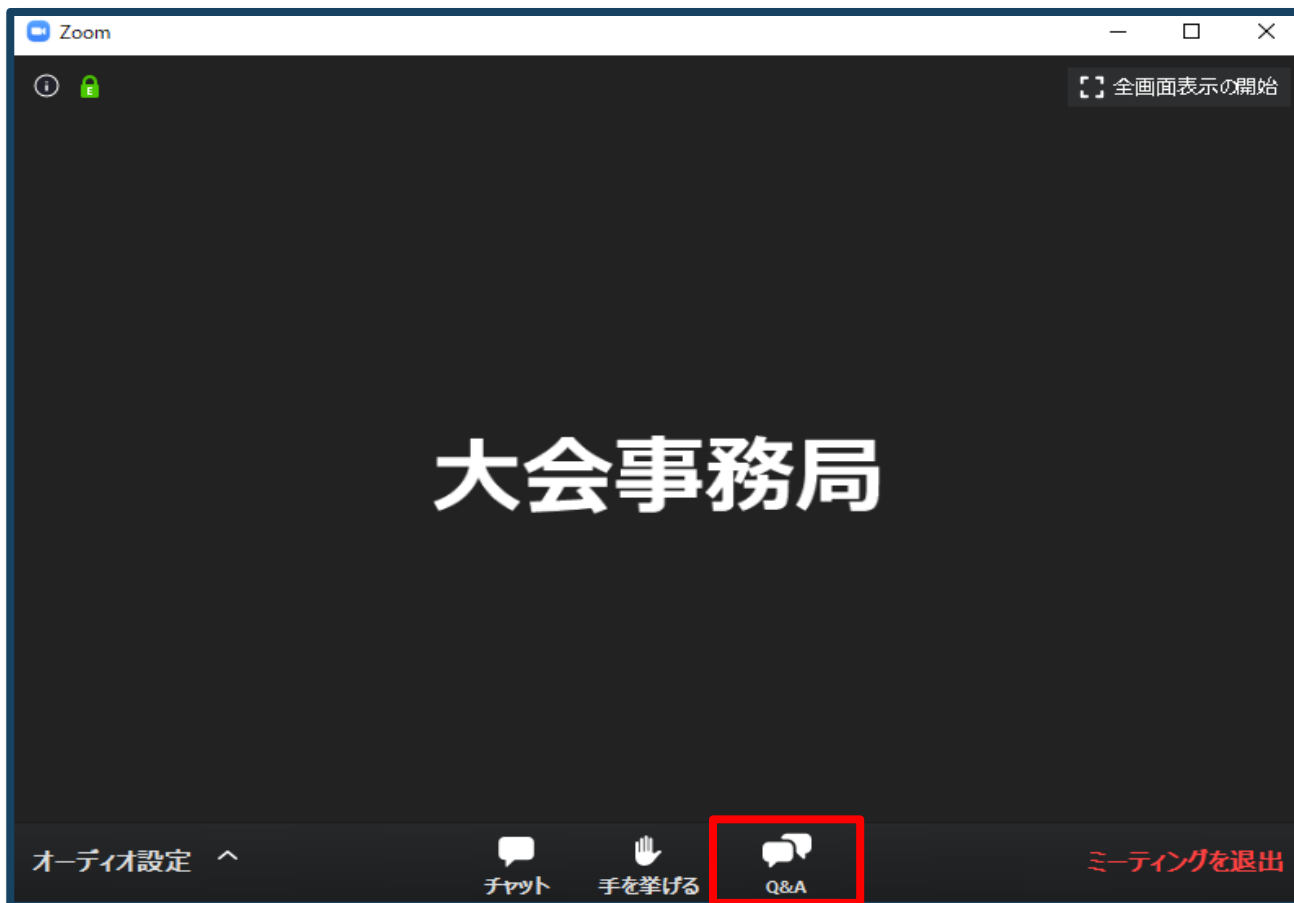 Zoom
全画面表示の開始
大会事務局
オーディオ設定
チャット
手を挙げる
Q&A
ミーティングを退出